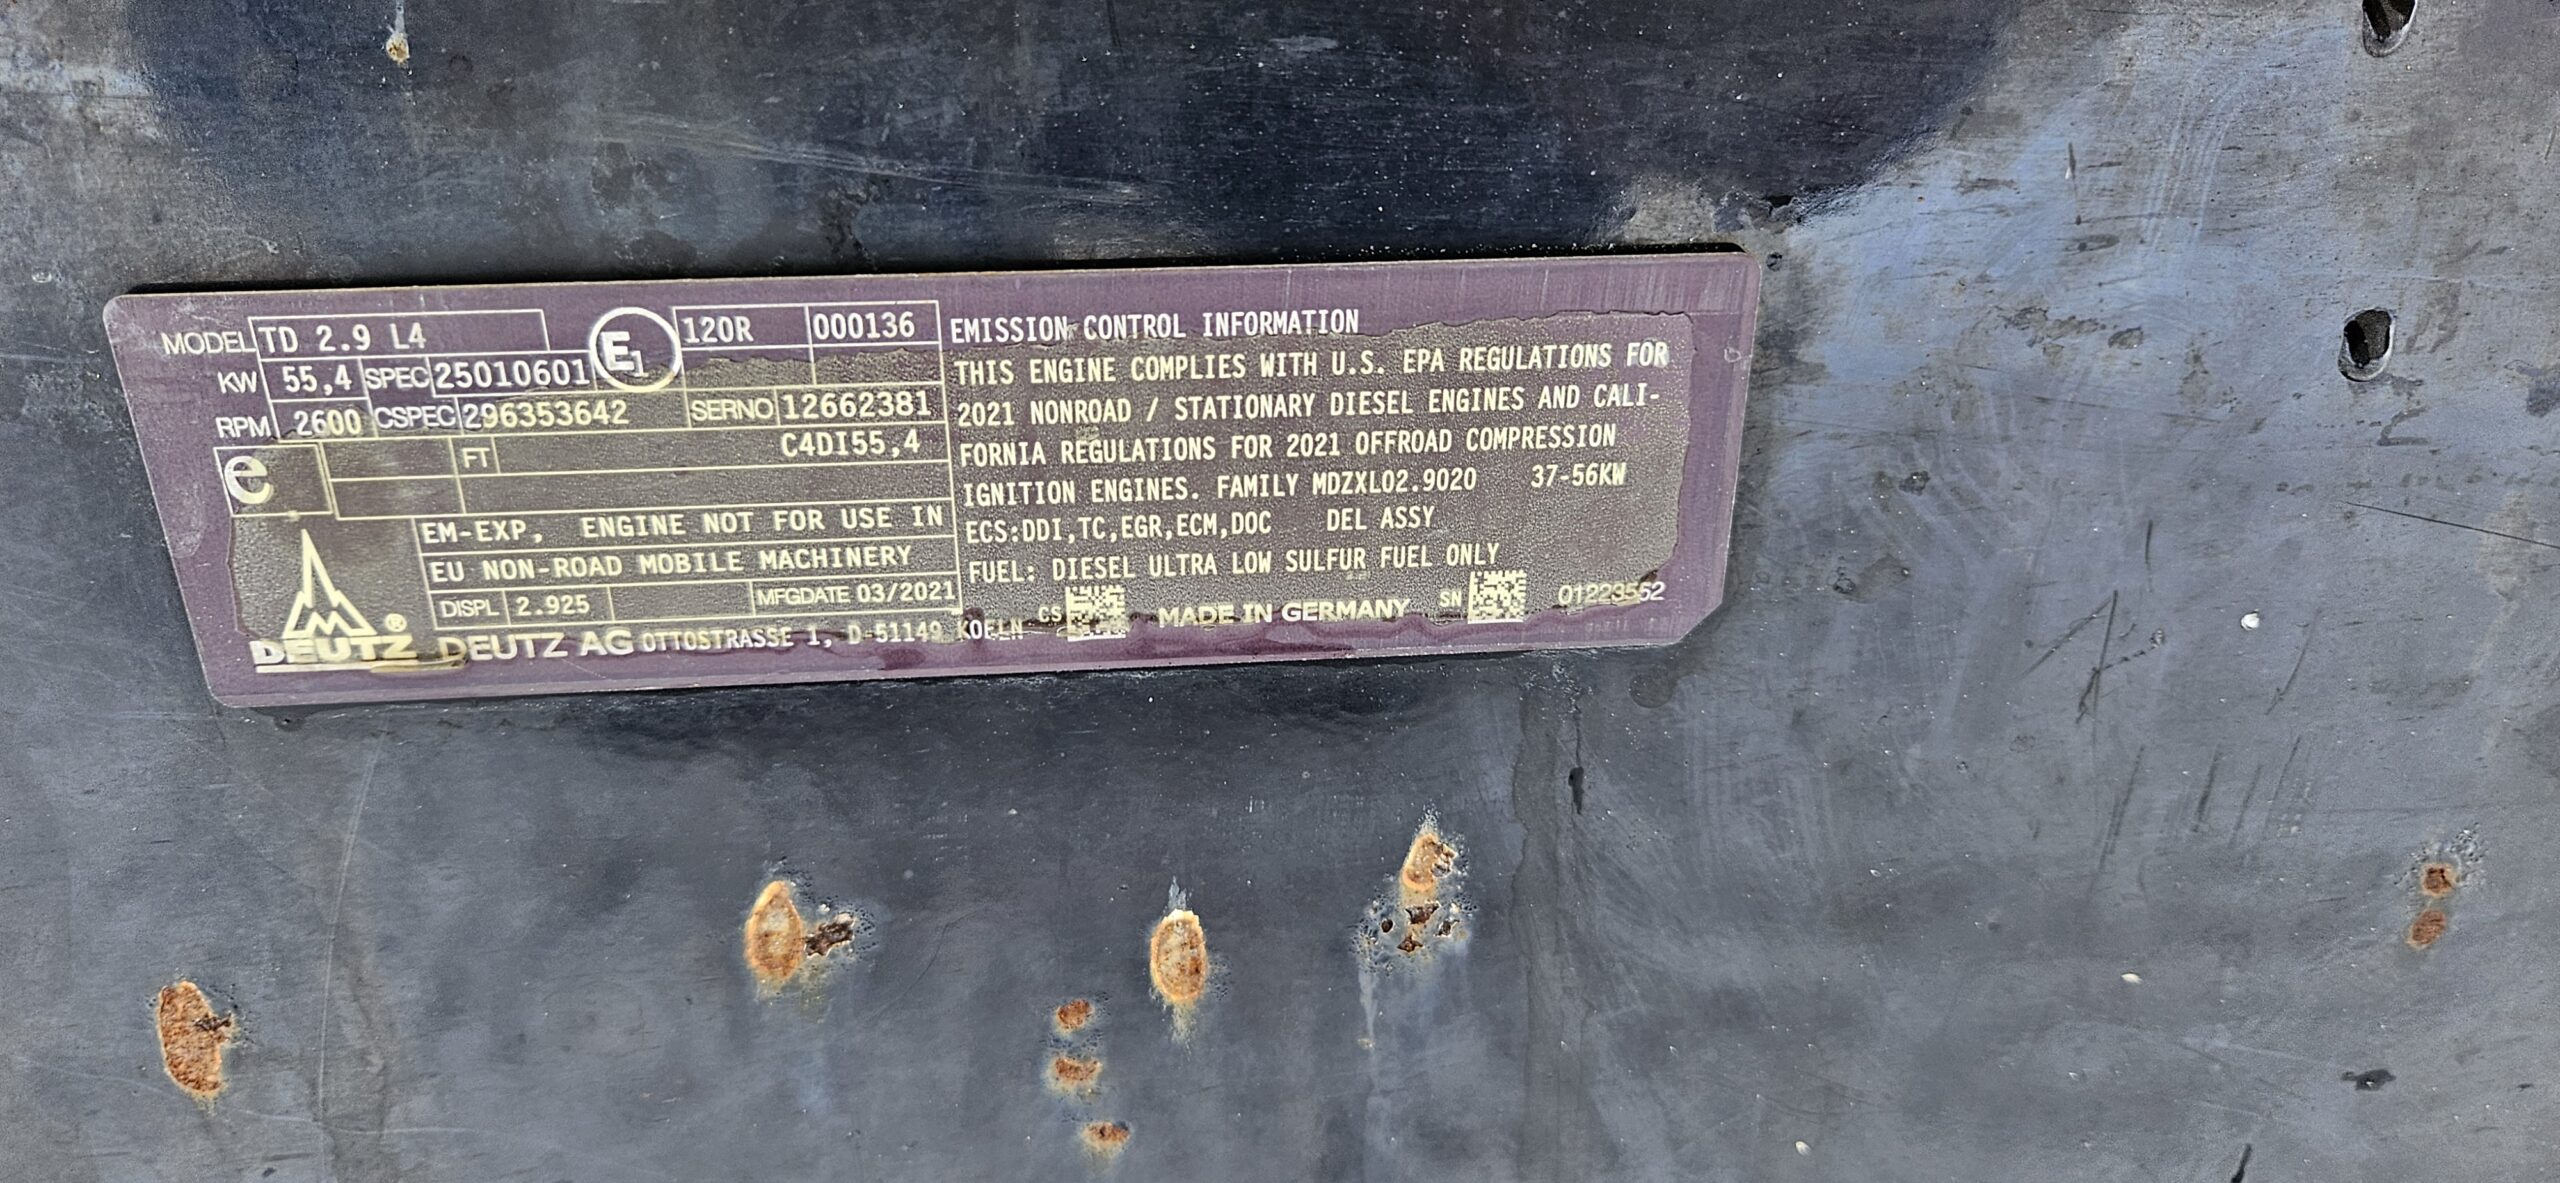 MODEL TD 2.9 L4
E1 120R 000136
KW 55,4 SPEC 25010601
RPM 2600 CSPEC 296353642 SERNO 12662381
e FT C4DI55,4
EM-EXP, ENGINE NOT FOR USE IN
EU NON-ROAD MOBILE MACHINERY
DISPL 2.925 MFGDATE 03/2021
DEUTZ ® DEUTZ AG OTTOSTRASSE 1, D-51149 KOELN
EMISSION CONTROL INFORMATION
THIS ENGINE COMPLIES WITH U.S. EPA REGULATIONS FOR
2021 NONROAD / STATIONARY DIESEL ENGINES AND CALI-
FORNIA REGULATIONS FOR 2021 OFFROAD COMPRESSION
IGNITION ENGINES. FAMILY MDZXL02.9020 37-56KW
ECS:DDI,TC,EGR,ECM,DOC DEL ASSY
FUEL: DIESEL ULTRA LOW SULFUR FUEL ONLY
CS MADE IN GERMANY SN 01223552